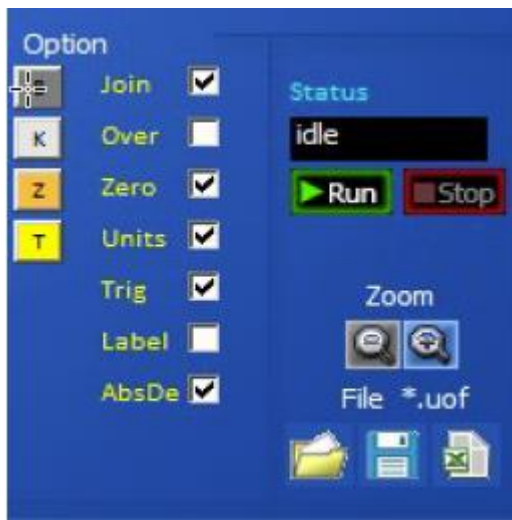 Option
Join
K Over
Z Zero
T Units
Trig
Label
AbsDe
Status
idle
Run Stop
Zoom
File *.uof